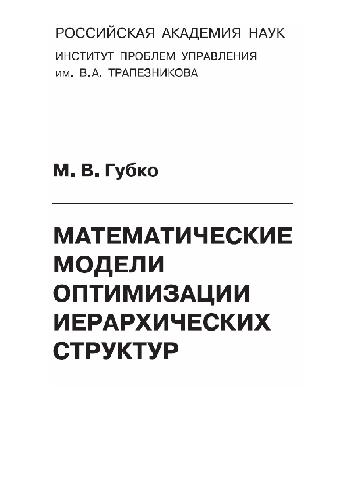 РОССИЙСКАЯ АКАДЕМИЯ НАУК
ИНСТИТУТ ПРОБЛЕМ УПРАВЛЕНИЯ
им. В.А. ТРАПЕЗНИКОВА
М. В. Губко
МАТЕМАТИЧЕСКИЕ
МОДЕЛИ
ОПТИМИЗАЦИИ
ИЕРАРХИЧЕСКИХ
СТРУКТУР